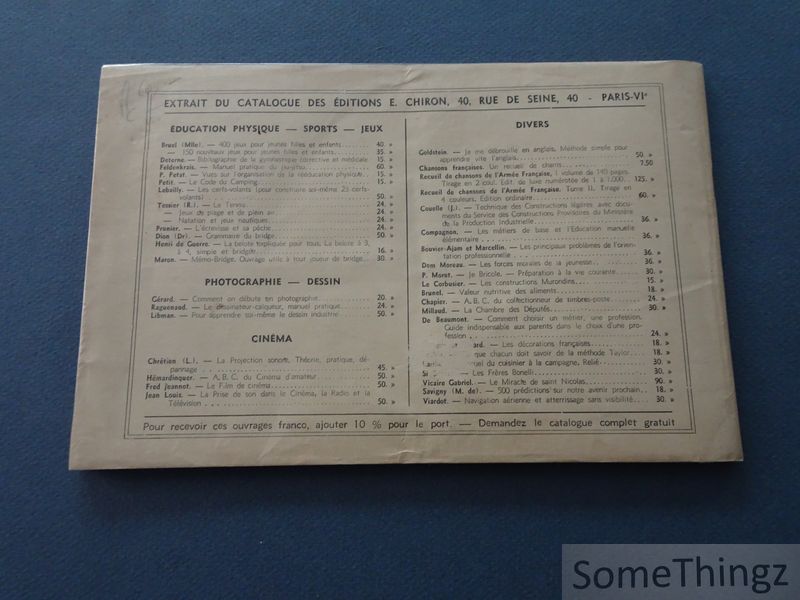 EXTRAIT DU CATALOGUE DES ÉDITIONS E. CHIRON, 40, RUE DE SEINE, 40 - PARIS-VIe
ÉDUCATION PHYSIQUE — SPORTS — JEUX
Bruel (Mlle). — 400 jeux pour jeunes filles et enfants 40. »
— 350 nouveaux jeux pour jeunes filles et enfants 35. »
Deterne. — Bibliographie de la gymnastique corrective et médicale 15. »
Feldenkrais. — Manuel pratique du jiu-jitsu 60. »
P. Petat. — Vues sur l'organisation de la rééducation physique. 15. »
Petit. — Le Code du Camping 15. »
Lebailly. — Les cerfs-volants (pour construire soi-même 23 cerfs-
volants) 50. »
Tessier (R.). — Le Tennis 24. »
— Jeux de plage et de plein air 24. »
— Natation et jeux nautiques 24. »
Prunier. — L'écrevisse et sa pêche 24. »
Dion (Dr). — Grammaire du bridge 50. »
Henri de Guerre. — La belote expliquée pour tous. La belote à 3,
à 4, simple et bridgée 16. »
Maron. — Mémo-Bridge. Ouvrage utile à tout joueur de bridge 30. »
PHOTOGRAPHIE — DESSIN
Gérard. — Comment on débute en photographie 20. »
Raguenaud. — Le dessinateur-calqueur, manuel pratique 24. »
Libman. — Pour apprendre soi-même le dessin industriel 50. »
CINÉMA
Chrétien (L.). — La Projection sonore. Théorie, pratique, dé-
pannage 45. »
Hémardinquer. — A. B. C. du Cinéma d'amateur 50. »
Fred Jeannot. — Le Film de cinéma 50. »
Jean Louis. — La Prise de son dans le Cinéma, la Radio et la
Télévision 50. »
DIVERS
Goldstein. — Je me débrouille en anglais. Méthode simple pour
apprendre vite l'anglais 50. »
Chansons françaises. Un recueil de chants 7.50
Recueil de chansons de l'Armée Française, 1 volume de 140 pages.
Tirage en 2 coul. Edit. de luxe numérotée de 1 à 1.000 125. »
Recueil de chansons de l'Armée Française. Tome II. Tirage en
4 couleurs. Edition ordinaire 60. »
Couelle (J.). — Technique des Constructions légères avec docu-
ments du Service des Constructions Provisoires du Ministère
de la Production Industrielle 36. »
Compagnon. — Les métiers de base et l'Education manuelle
élémentaire 36. »
Bouvier-Ajam et Marcellin. — Les principaux problèmes de l'orien-
tation professionnelle 36. »
Dom Moreau. — Les forces morales de la jeunesse 36. »
P. Morat. — Je Bricole. — Préparation à la vie courante 30. »
Le Corbusier. — Les constructions Murondins 15. »
Brunel. — Valeur nutritive des aliments 18. »
Chapier. — A. B. C. du collectionneur de timbres-poste 24. »
Millaud. — La Chambre des Députés 30. »
De Beaumont. — Comment choisir un métier, une profession.
Guide indispensable aux parents dans le choix d'une pro-
fession 24. »
ard. — Les décorations françaises 18. »
que chacun doit savoir de la méthode Taylor 18. »
du cuisinier à la campagne. Relié 30. »
Si — Les Frères Bonelli 30. »
Vicaire Gabriel. — Le Miracle de saint Nicolas 90. »
Savigny (M. de). — 500 prédictions sur notre avenir prochain 18. »
Viardot. — Navigation aérienne et atterrissage sans visibilité 30. »
Pour recevoir ces ouvrages franco, ajouter 10 % pour le port. — Demandez le catalogue complet gratuit
SomeThingz